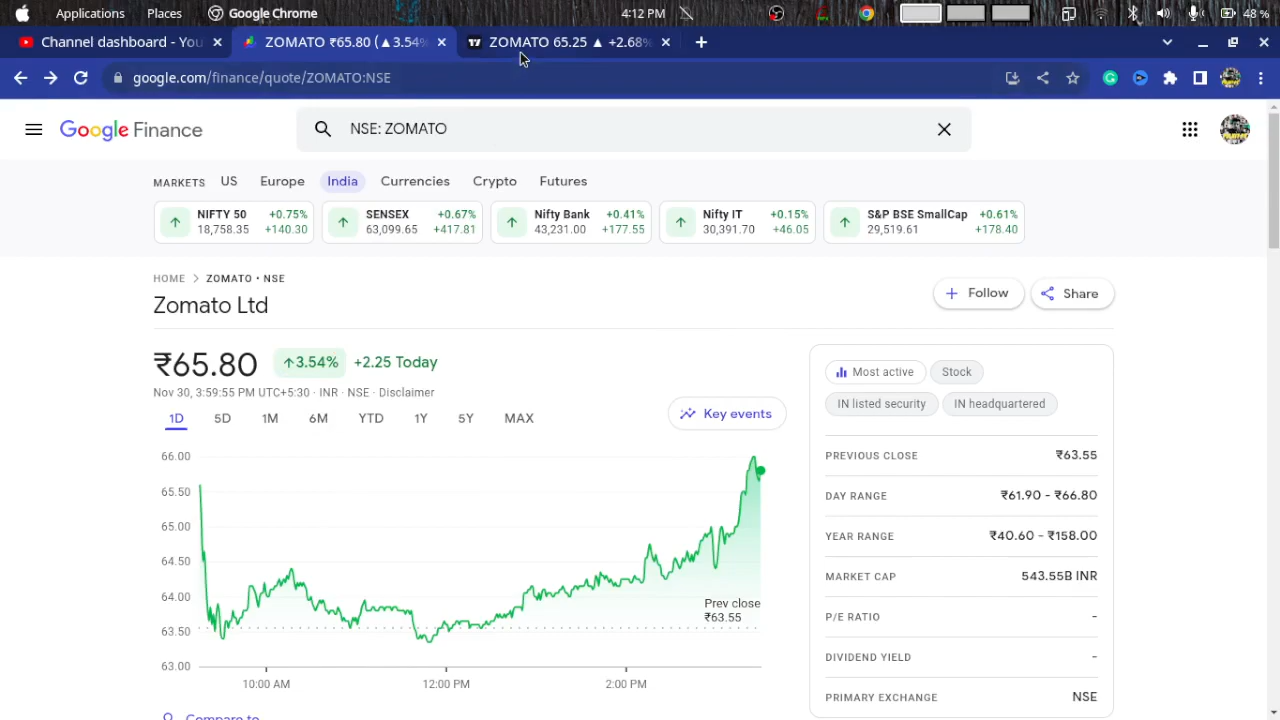 Applications Places Google Chrome 4:12 PM 48 %
Channel dashboard - You ZOMATO ₹65.80 (▲3.54% ZOMATO 65.25 ▲ +2.68%
google.com/finance/quote/ZOMATO:NSE
Google Finance NSE: ZOMATO
MARKETS US Europe India Currencies Crypto Futures
NIFTY 50 +0.75% SENSEX +0.67% Nifty Bank +0.41% Nifty IT +0.15% S&P BSE SmallCap +0.61%
18,758.35 +140.30 63,099.65 +417.81 43,231.00 +177.55 30,391.70 +46.05 29,519.61 +178.40
HOME > ZOMATO • NSE
Zomato Ltd
+ Follow Share
₹65.80 ↑3.54% +2.25 Today
Nov 30, 3:59:55 PM UTC+5:30 · INR · NSE · Disclaimer
1D 5D 1M 6M YTD 1Y 5Y MAX
Key events
66.00
65.50
65.00
64.50
64.00
63.50
63.00
Prev close
₹63.55
10:00 AM 12:00 PM 2:00 PM
Compare to
Most active Stock
IN listed security IN headquartered
PREVIOUS CLOSE ₹63.55
DAY RANGE ₹61.90 - ₹66.80
YEAR RANGE ₹40.60 - ₹158.00
MARKET CAP 543.55B INR
P/E RATIO -
DIVIDEND YIELD -
PRIMARY EXCHANGE NSE